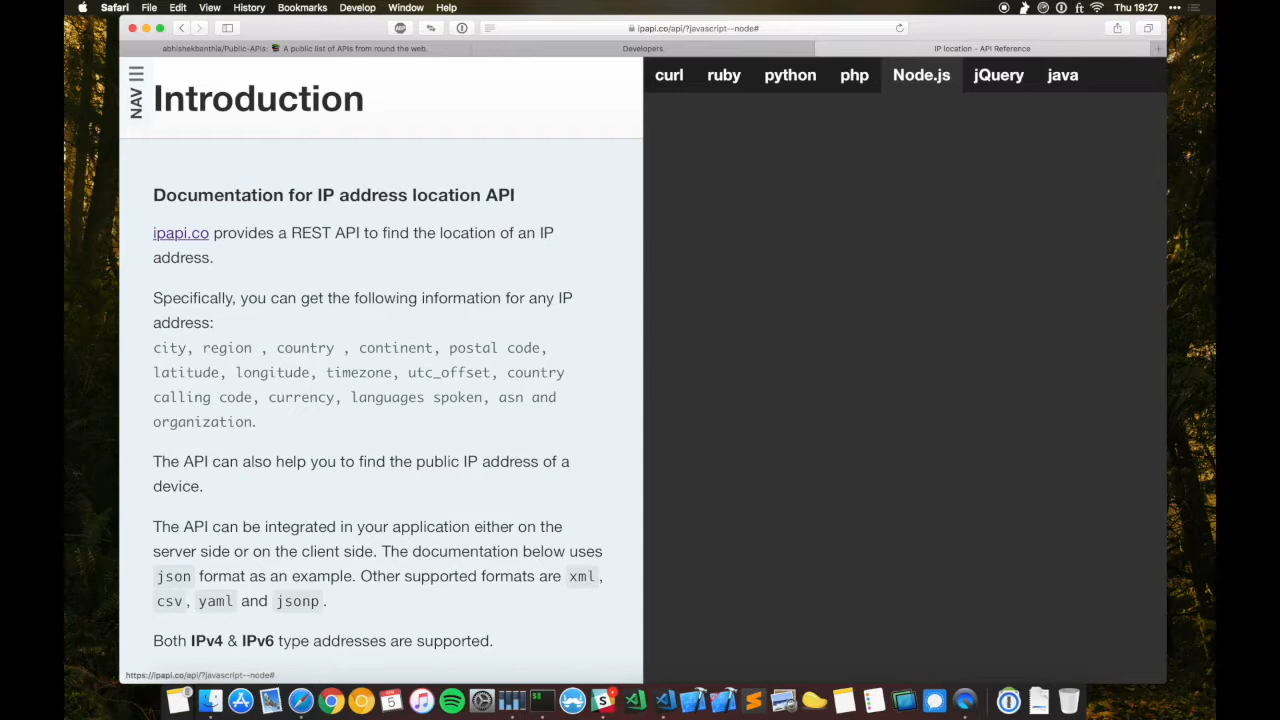 Safari File Edit View History Bookmarks Develop Window Help
Thu 19:27
ipapi.co/api/?javascript--node#
abhishekbanthia/Public-APIs: 📚 A public list of APIs from round the web.
Developers
IP location - API Reference
NAV
Introduction
curl ruby python php Node.js jQuery java
Documentation for IP address location API
ipapi.co provides a REST API to find the location of an IP
address.
Specifically, you can get the following information for any IP
address:
city, region , country , continent, postal code,
latitude, longitude, timezone, utc_offset, country
calling code, currency, languages spoken, asn and
organization.
The API can also help you to find the public IP address of a
device.
The API can be integrated in your application either on the
server side or on the client side. The documentation below uses
json format as an example. Other supported formats are xml,
csv, yaml and jsonp.
Both IPv4 & IPv6 type addresses are supported.
https://ipapi.co/api/?javascript--node#
5